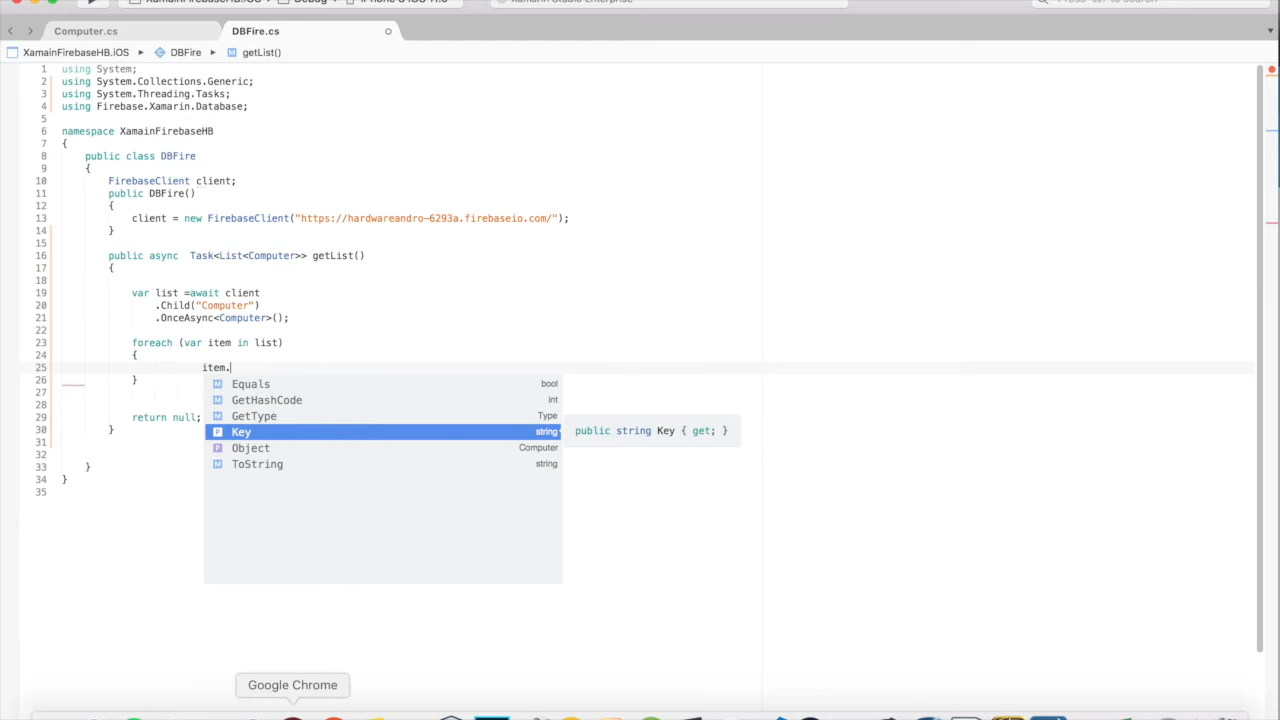 XamainFirebaseHB.iOS
Debug
Xamarin Studio Enterprise
Computer.cs
DBFire.cs
XamainFirebaseHB.iOS DBFire getList()
1 using System;
2 using System.Collections.Generic;
3 using System.Threading.Tasks;
4 using Firebase.Xamarin.Database;
5
6 namespace XamainFirebaseHB
7 {
8 public class DBFire
9 {
10 FirebaseClient client;
11 public DBFire()
12 {
13 client = new FirebaseClient("https://hardwareandro-6293a.firebaseio.com/");
14 }
15
16 public async  Task<List<Computer>> getList()
17 {
18
19 var list =await client
20 .Child("Computer")
21 .OnceAsync<Computer>();
22
23 foreach (var item in list)
24 {
25 item.
26 }
27
28
29 return null;
30 }
31
32
33 }
34 }
35
Equals bool
GetHashCode int
GetType Type
Key string
Object Computer
ToString string
public string Key { get; }
Google Chrome